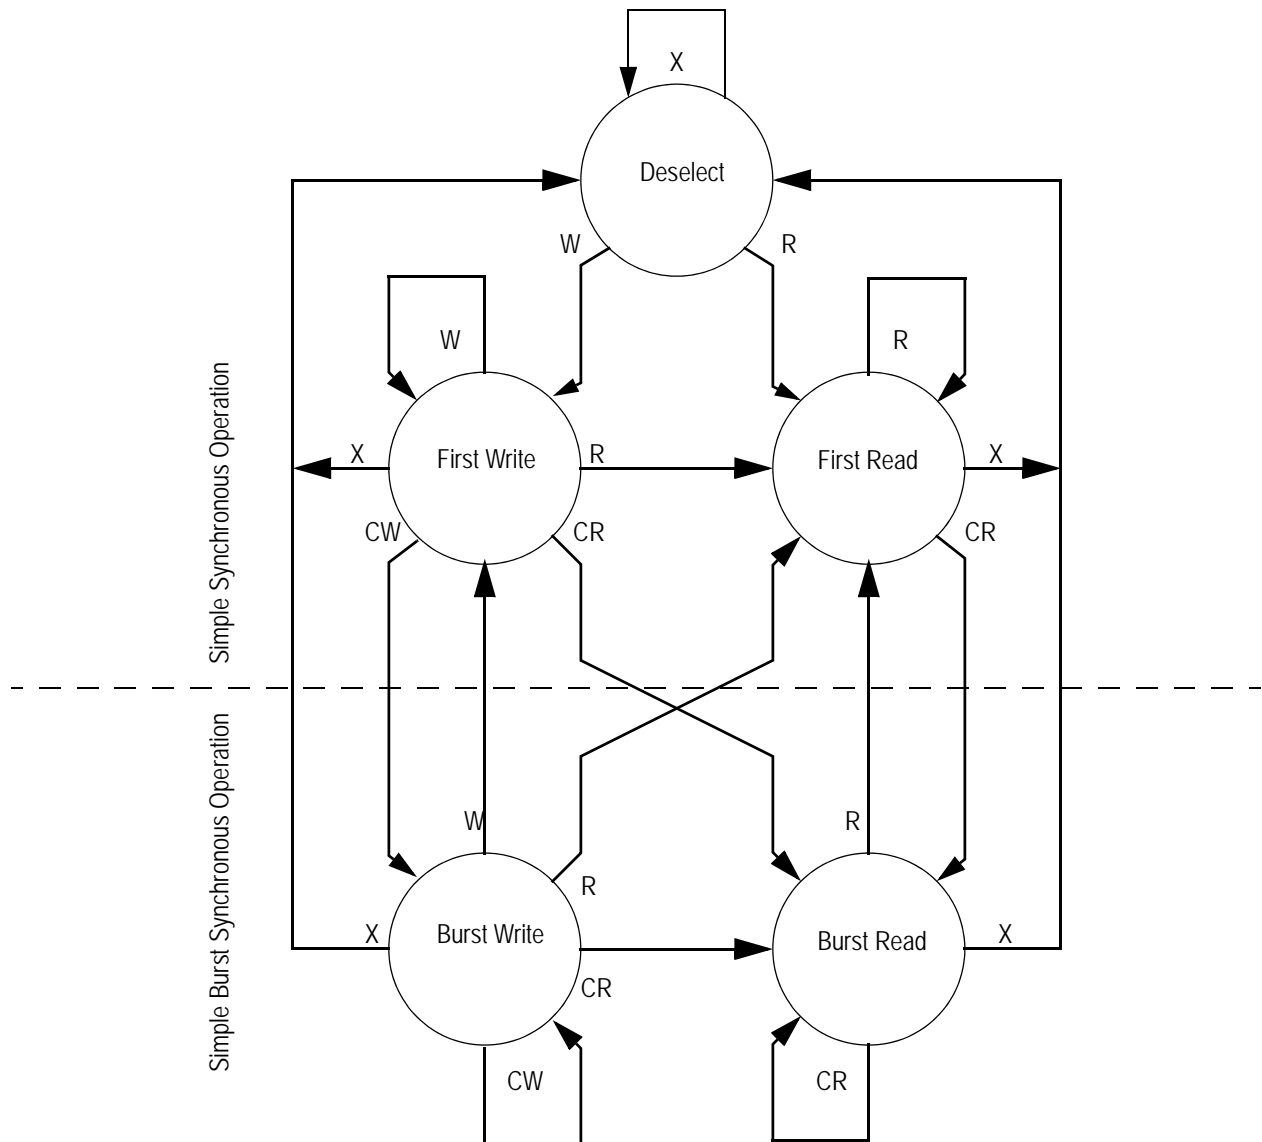 X
Deselect
W
R
W
R
Simple Synchronous Operation
X
First Write
R
First Read
X
CW
CR
CR
Simple Burst Synchronous Operation
W
R
R
X
Burst Write
Burst Read
X
CR
CW
CR